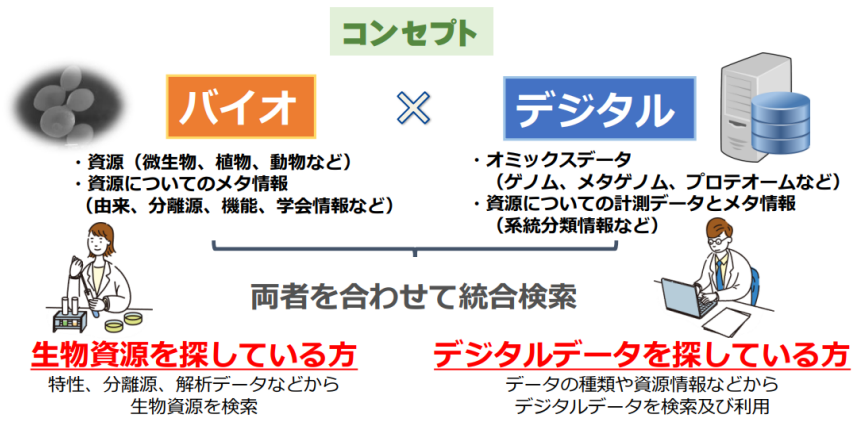 コンセプト
バイオ
×
デジタル
・資源（微生物、植物、動物など）
・資源についてのメタ情報
（由来、分離源、機能、学会情報など）
・オミックスデータ
（ゲノム、メタゲノム、プロテオームなど）
・資源についての計測データとメタ情報
（系統分類情報など）
両者を合わせて統合検索
生物資源を探している方
特性、分離源、解析データなどから
生物資源を検索
デジタルデータを探している方
データの種類や資源情報などから
デジタルデータを検索及び利用